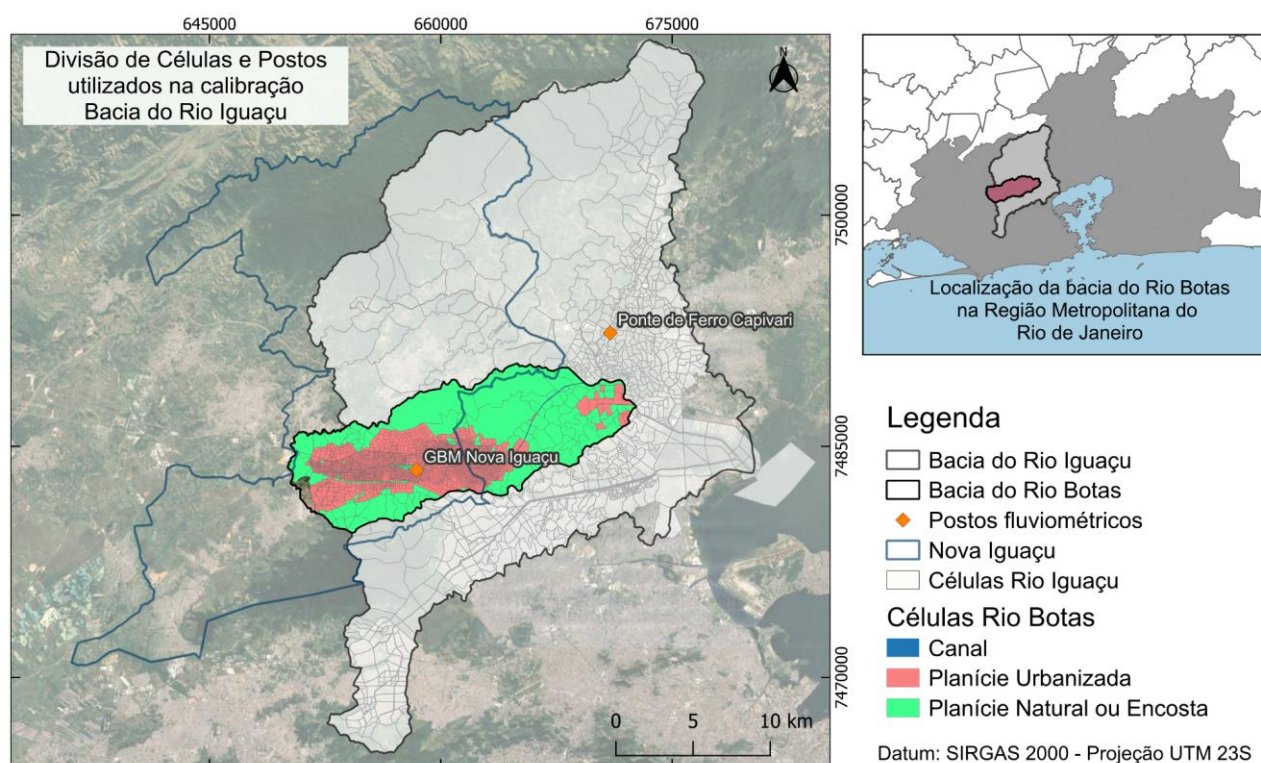 645000
660000
675000
Divisão de Células e Postos
utilizados na calibração
Bacia do Rio Iguaçu
N
7500000
7485000
7470000
Ponte de Ferro Capivari
GBM Nova Iguaçu
0 5 10 km
Localização da bacia do Rio Botas
na Região Metropolitana do
Rio de Janeiro
Legenda
Bacia do Rio Iguaçu
Bacia do Rio Botas
Postos fluviométricos
Nova Iguaçu
Células Rio Iguaçu
Células Rio Botas
Canal
Planície Urbanizada
Planície Natural ou Encosta
Datum: SIRGAS 2000 - Projeção UTM 23S